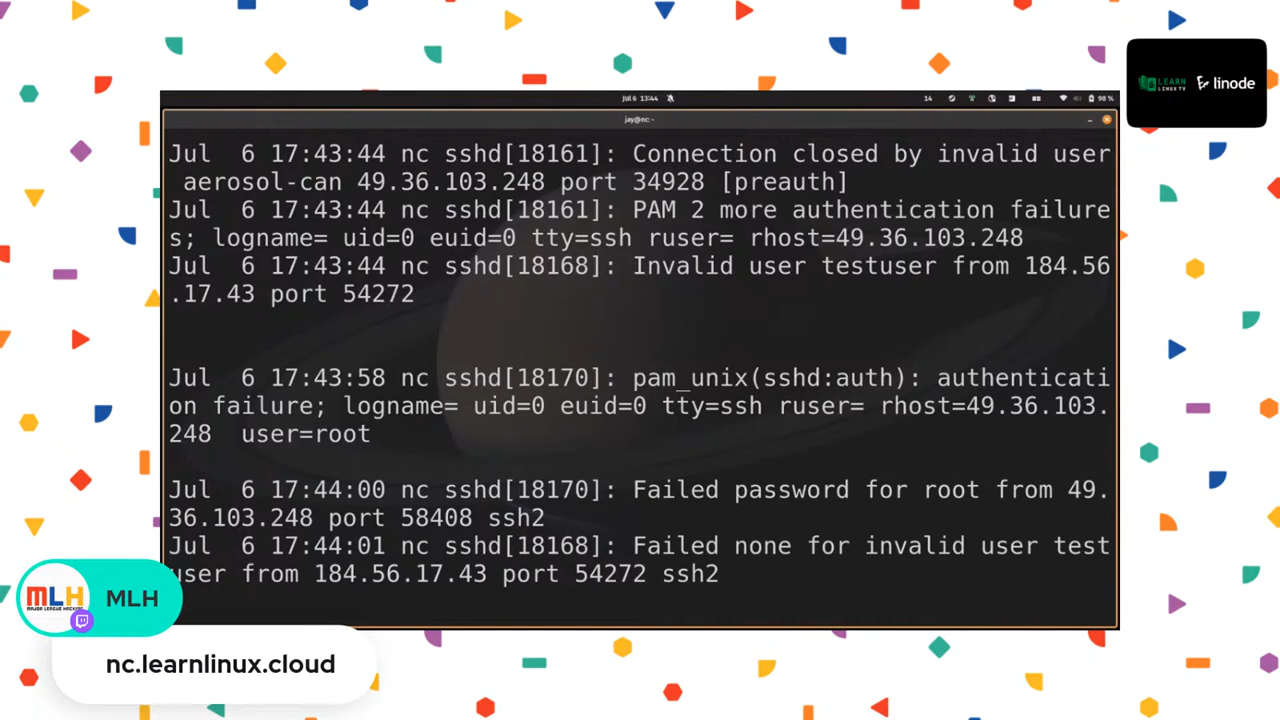 LEARN
LINUX TV
linode
Jul 6 13:44
14
98 %
jay@nc: ~
Jul  6 17:43:44 nc sshd[18161]: Connection closed by invalid user
aerosol-can 49.36.103.248 port 34928 [preauth]
Jul  6 17:43:44 nc sshd[18161]: PAM 2 more authentication failure
s; logname= uid=0 euid=0 tty=ssh ruser= rhost=49.36.103.248
Jul  6 17:43:44 nc sshd[18168]: Invalid user testuser from 184.56
.17.43 port 54272
Jul  6 17:43:58 nc sshd[18170]: pam_unix(sshd:auth): authenticati
on failure; logname= uid=0 euid=0 tty=ssh ruser= rhost=49.36.103.
248  user=root
Jul  6 17:44:00 nc sshd[18170]: Failed password for root from 49.
36.103.248 port 58408 ssh2
Jul  6 17:44:01 nc sshd[18168]: Failed none for invalid user test
user from 184.56.17.43 port 54272 ssh2
MLH
MAJOR LEAGUE HACKING
MLH
nc.learnlinux.cloud